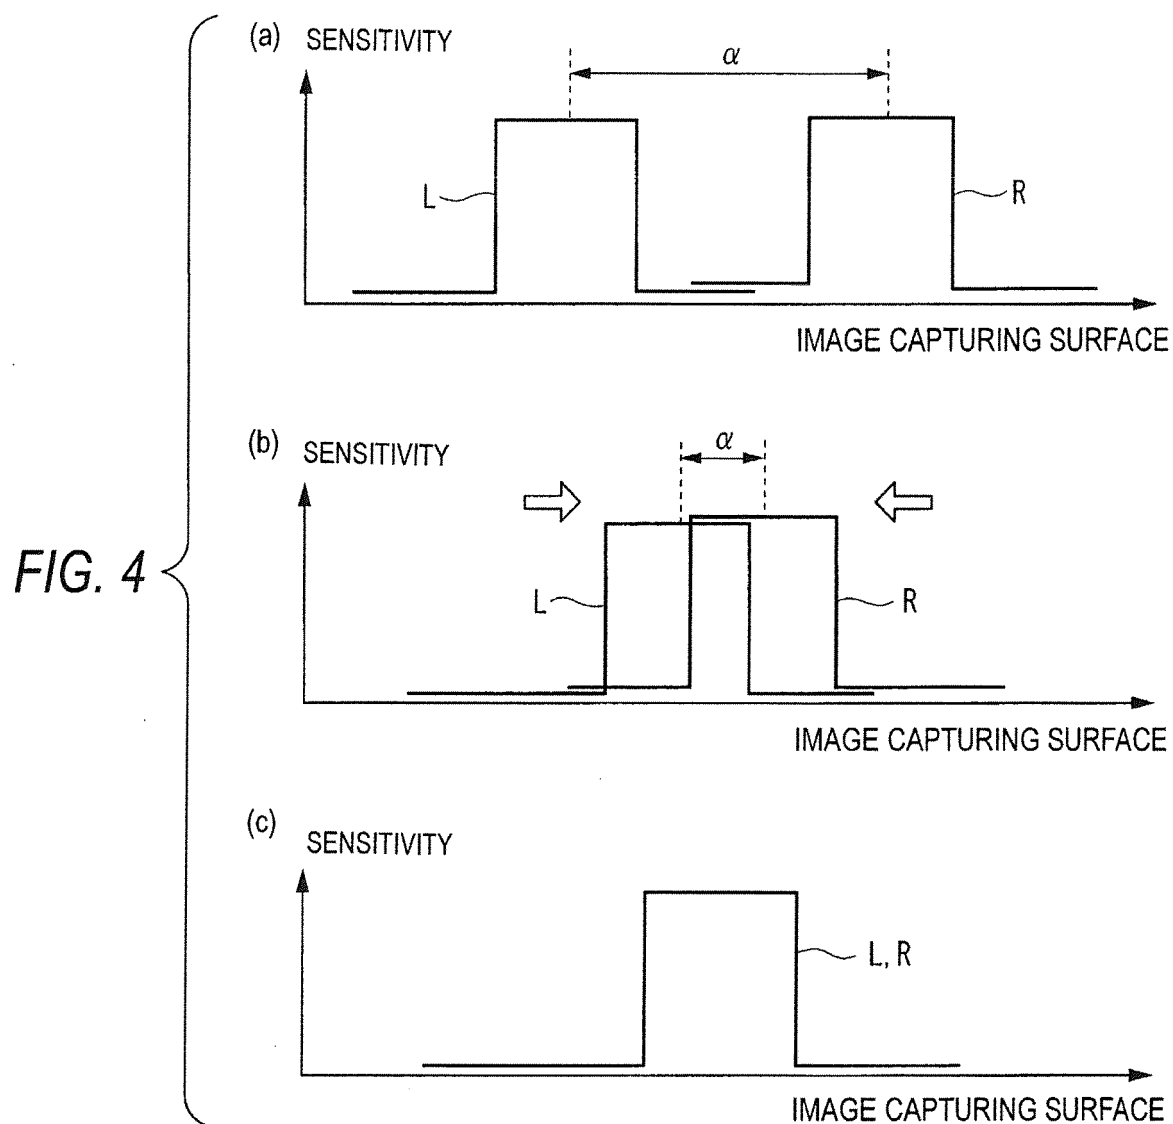 (a) SENSITIVITY
α
L
R
IMAGE CAPTURING SURFACE
(b) SENSITIVITY
α
FIG. 4
L
R
IMAGE CAPTURING SURFACE
(c) SENSITIVITY
L, R
IMAGE CAPTURING SURFACE